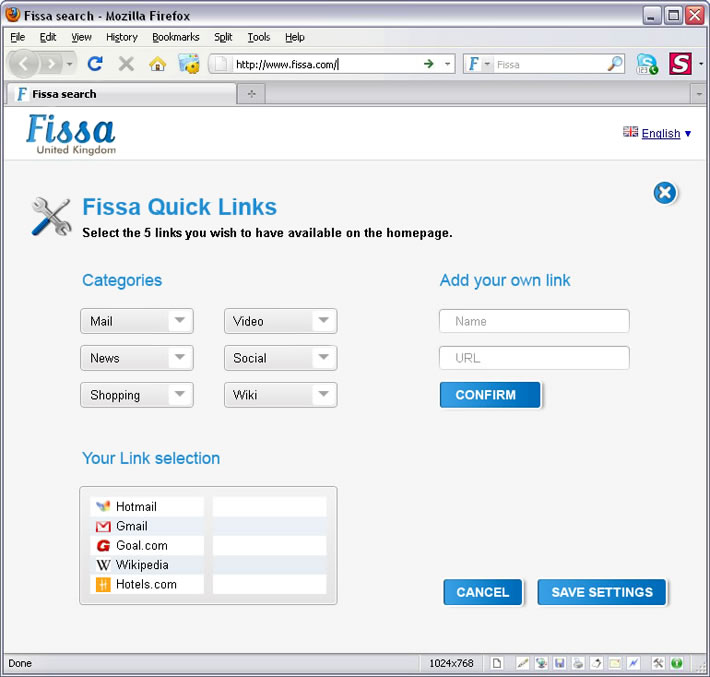 Fissa search - Mozilla Firefox
File Edit View History Bookmarks Split Tools Help
http://www.fissa.com/ F Fissa S
F Fissa search
Fissa
United Kingdom
English ▼
Fissa Quick Links
Select the 5 links you wish to have available on the homepage.
Categories
Add your own link
Mail Video Name
News Social URL
Shopping Wiki CONFIRM
Your Link selection
Hotmail
Gmail
G Goal.com
W Wikipedia
H Hotels.com
CANCEL SAVE SETTINGS
Done 1024x768